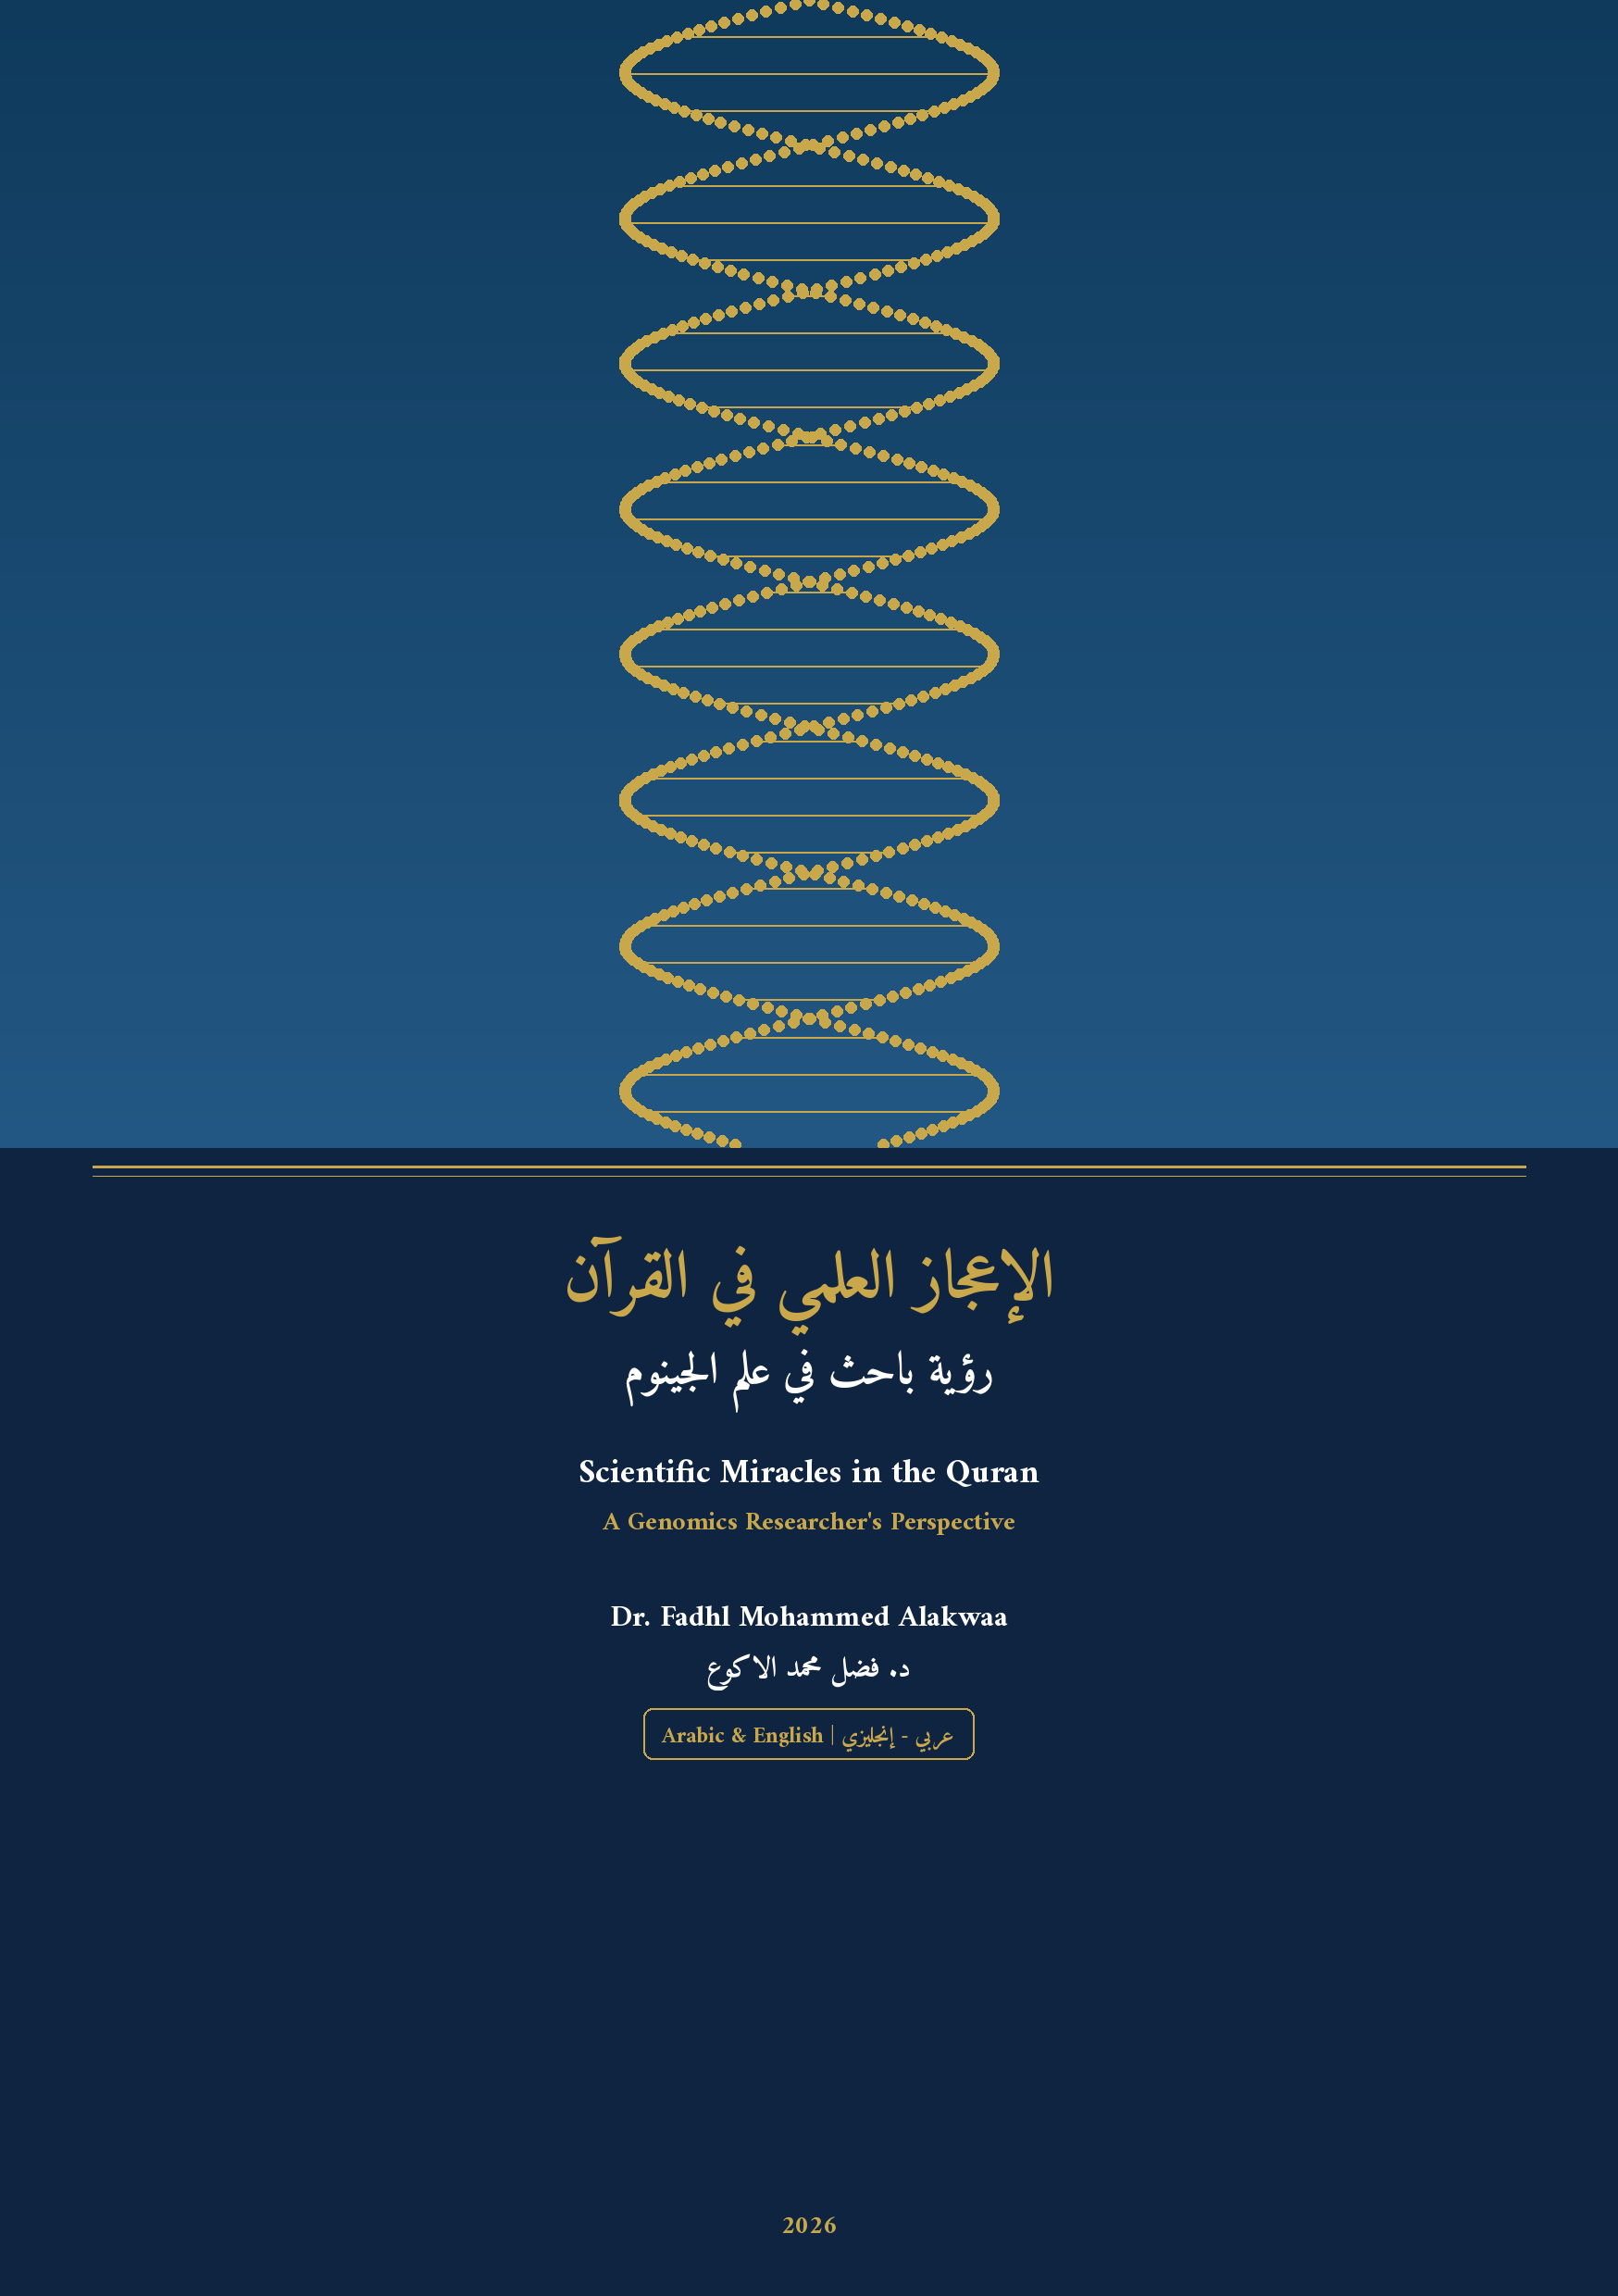 الإعجاز العلمي في القرآن
رؤية باحث في علم الجينوم
Scientific Miracles in the Quran
A Genomics Researcher's Perspective
Dr. Fadhl Mohammed Alakwaa
د. فضل محمد الاكوع
Arabic & English | عربي - إنجليزي
2026